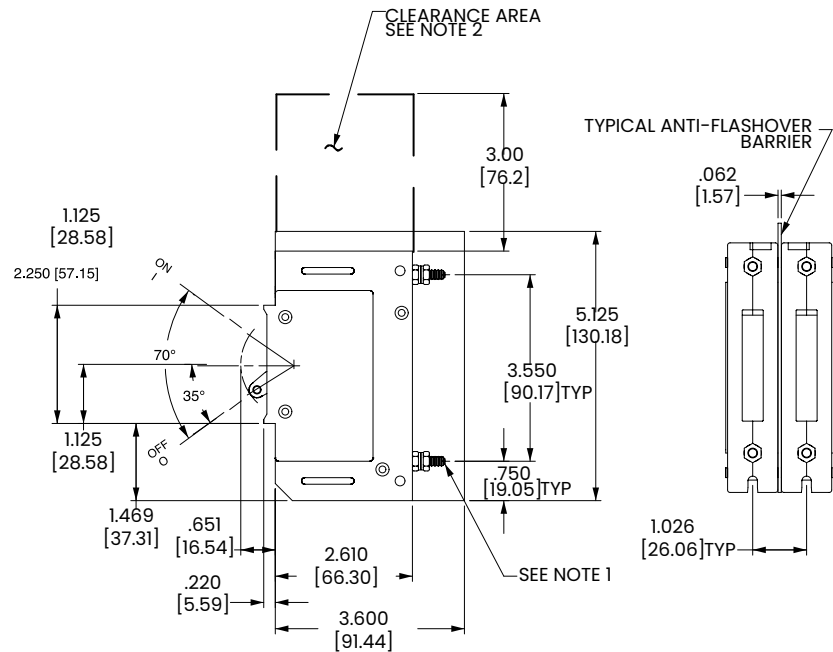 CLEARANCE AREA
SEE NOTE 2
TYPICAL ANTI-FLASHOVER
BARRIER
3.00
[76.2]
.062
[1.57]
1.125
[28.58]
2.250 [57.15]
ON
I
5.125
[130.18]
70°
3.550
[90.17]TYP
35°
1.125
[28.58]
OFF
O
.750
[19.05]TYP
1.469
[37.31]
.651
[16.54]
1.026
[26.06]TYP
2.610
[66.30]
SEE NOTE 1
.220
[5.59]
3.600
[91.44]